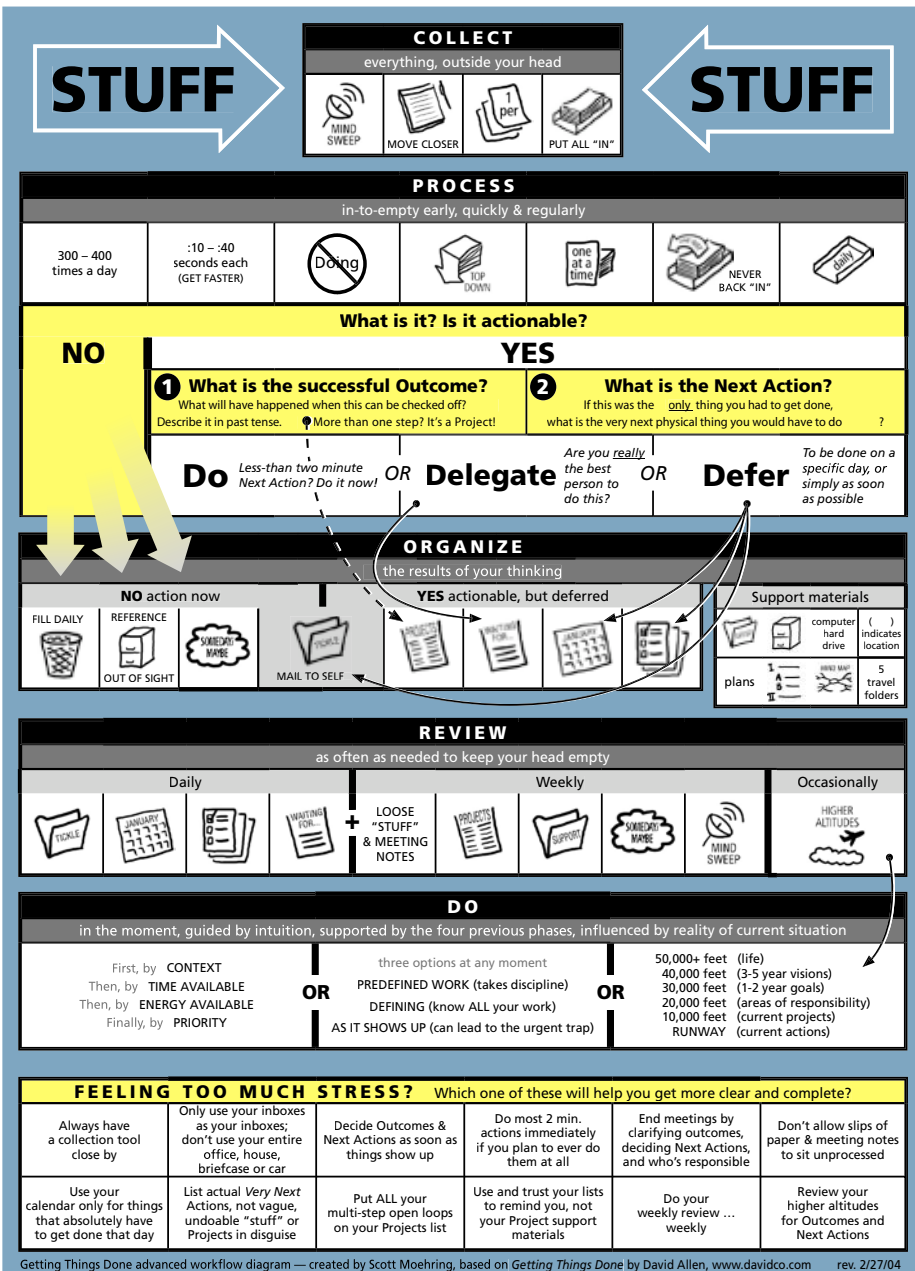 STUFF
COLLECT
everything, outside your head
MIND
SWEEP
MOVE CLOSER
1
per
PUT ALL “IN”
STUFF
PROCESS
in-to-empty early, quickly & regularly
300 – 400
times a day
:10 – :40
seconds each
(GET FASTER)
Doing
TOP
DOWN
one
at a
time
NEVER
BACK “IN”
daily
What is it? Is it actionable?
NO
YES
1 What is the successful Outcome?
What will have happened when this can be checked off?
Describe it in past tense. More than one step? It’s a Project!
2 What is the Next Action?
If this was the only thing you had to get done,
what is the very next physical thing you would have to do ?
Do
Less-than two minute
Next Action? Do it now!
OR
Delegate
Are you really
the best
person to
do this?
OR
Defer
To be done on a
specific day, or
simply as soon
as possible
ORGANIZE
the results of your thinking
NO action now
FILL DAILY
REFERENCE
OUT OF SIGHT
SOMEDAY
MAYBE
TICKLE
MAIL TO SELF
YES actionable, but deferred
PROJECTS
WAITING
FOR...
JANUARY
Support materials
computer
hard
drive
( )
indicates
location
plans
I.
A
B
II
MIND MAP
5
travel
folders
REVIEW
as often as needed to keep your head empty
Daily
TICKLE
JANUARY
WAITING
FOR...
+
Weekly
LOOSE
“STUFF”
& MEETING
NOTES
PROJECTS
SUPPORT
SOMEDAY
MAYBE
MIND
SWEEP
Occasionally
HIGHER
ALTITUDES
DO
in the moment, guided by intuition, supported by the four previous phases, influenced by reality of current situation
First, by CONTEXT
Then, by TIME AVAILABLE
Then, by ENERGY AVAILABLE
Finally, by PRIORITY
OR
three options at any moment
PREDEFINED WORK (takes discipline)
DEFINING (know ALL your work)
AS IT SHOWS UP (can lead to the urgent trap)
OR
50,000+ feet (life)
40,000 feet (3-5 year visions)
30,000 feet (1-2 year goals)
20,000 feet (areas of responsibility)
10,000 feet (current projects)
RUNWAY (current actions)
FEELING TOO MUCH STRESS? Which one of these will help you get more clear and complete?
Always have
a collection tool
close by
Only use your inboxes
as your inboxes;
don’t use your entire
office, house,
briefcase or car
Decide Outcomes &
Next Actions as soon as
things show up
Do most 2 min.
actions immediately
if you plan to ever do
them at all
End meetings by
clarifying outcomes,
deciding Next Actions,
and who’s responsible
Don’t allow slips of
paper & meeting notes
to sit unprocessed
Use your
calendar only for things
that absolutely have
to get done that day
List actual Very Next
Actions, not vague,
undoable “stuff” or
Projects in disguise
Put ALL your
multi-step open loops
on your Projects list
Use and trust your lists
to remind you, not
your Project support
materials
Do your
weekly review ...
weekly
Review your
higher altitudes
for Outcomes and
Next Actions
Getting Things Done advanced workflow diagram — created by Scott Moehring, based on Getting Things Done by David Allen, www.davidco.com rev. 2/27/04